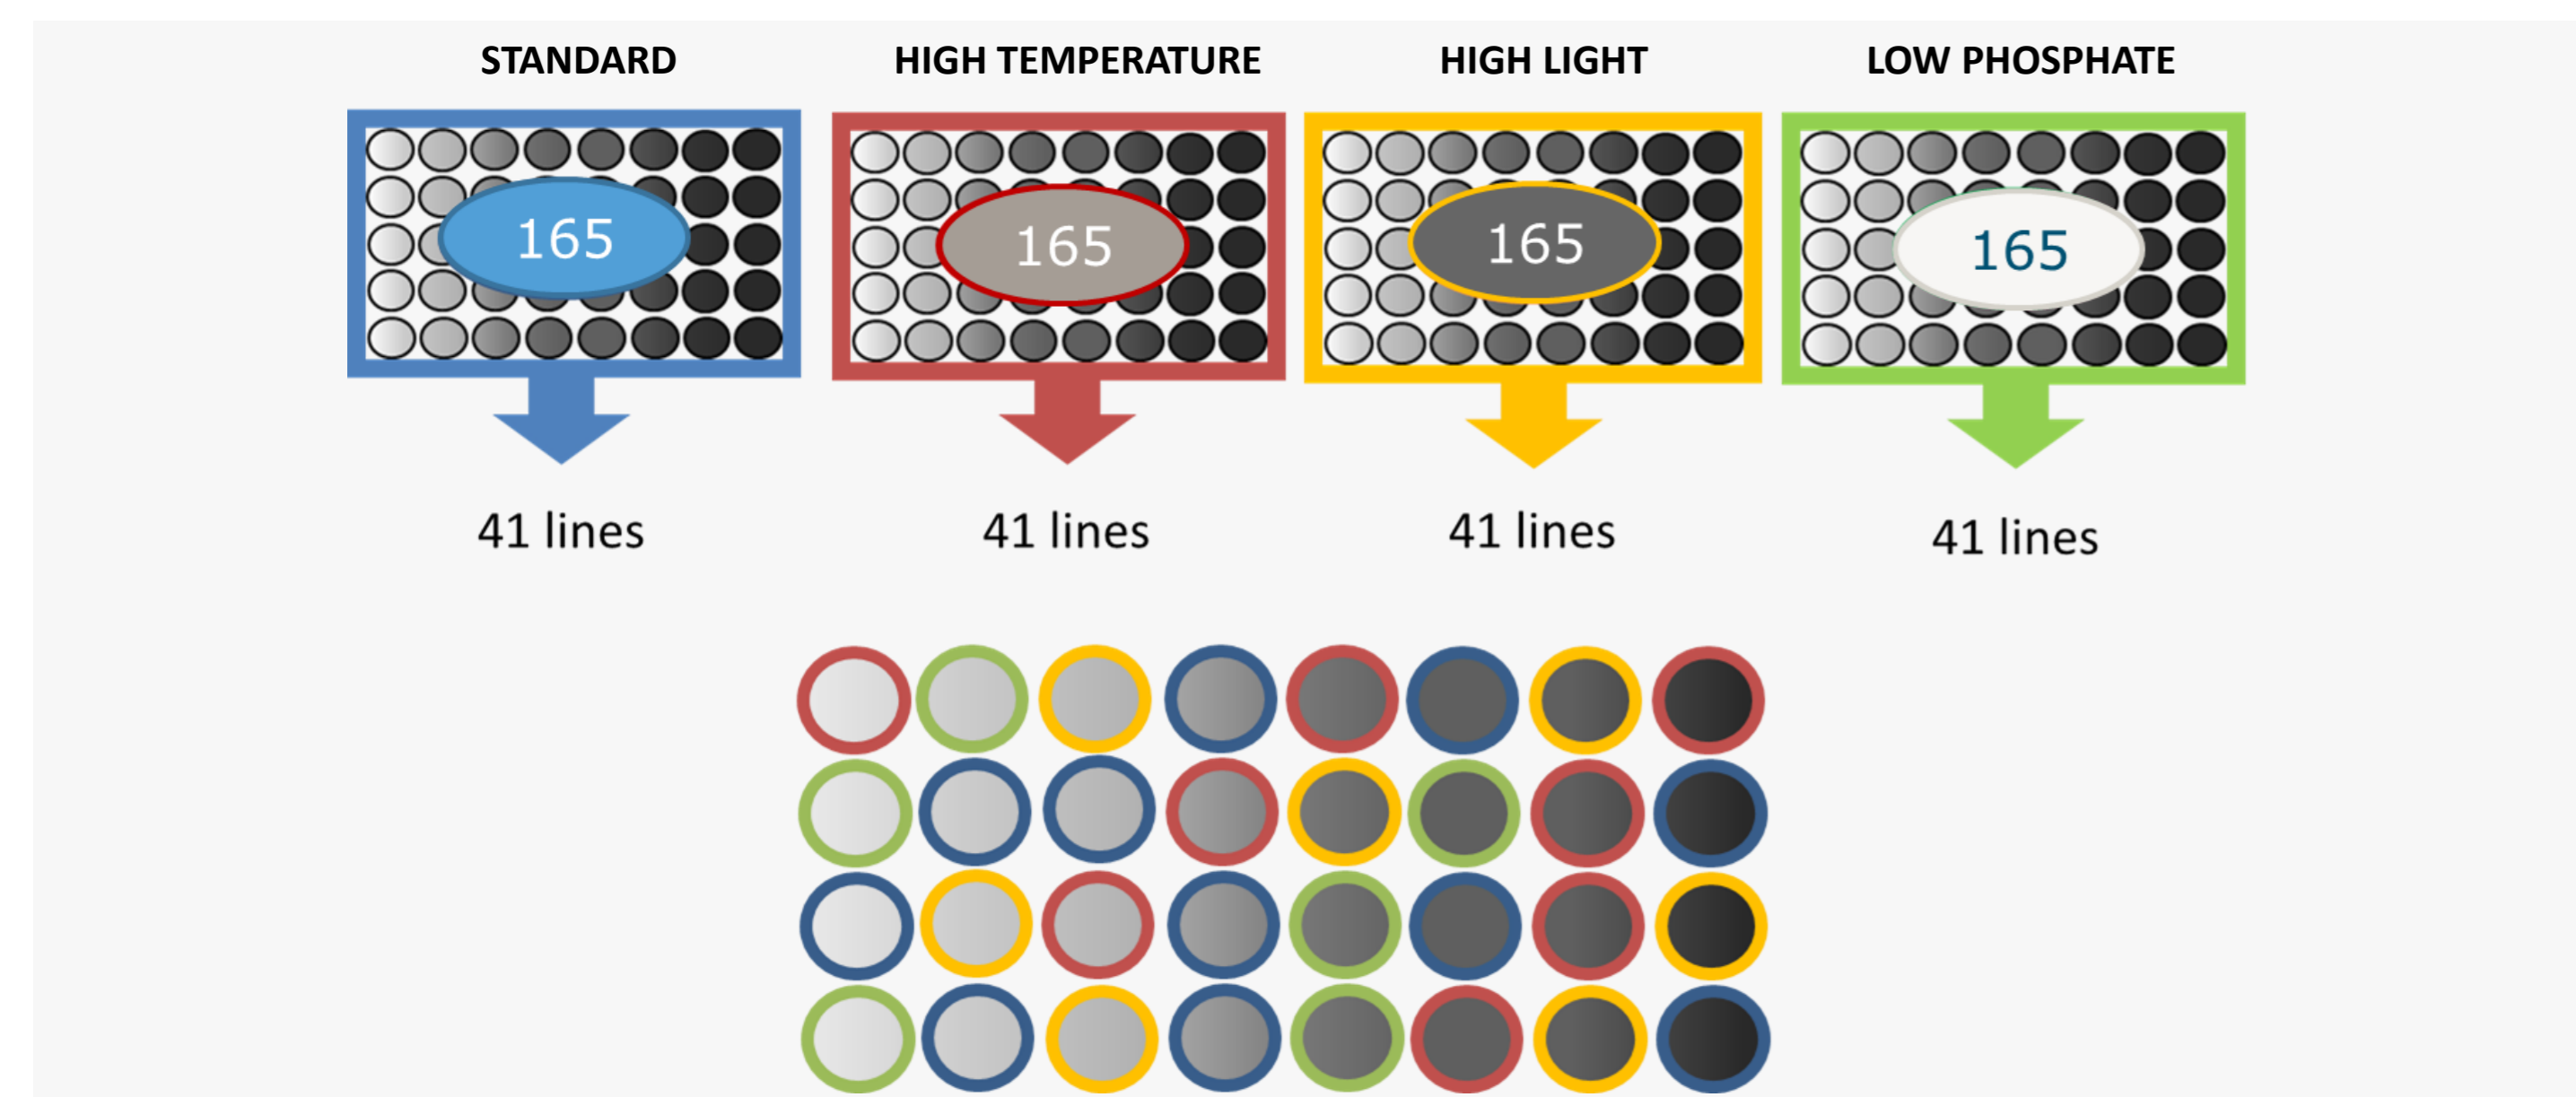 STANDARD
HIGH TEMPERATURE
HIGH LIGHT
LOW PHOSPHATE
165
165
165
165
41 lines
41 lines
41 lines
41 lines